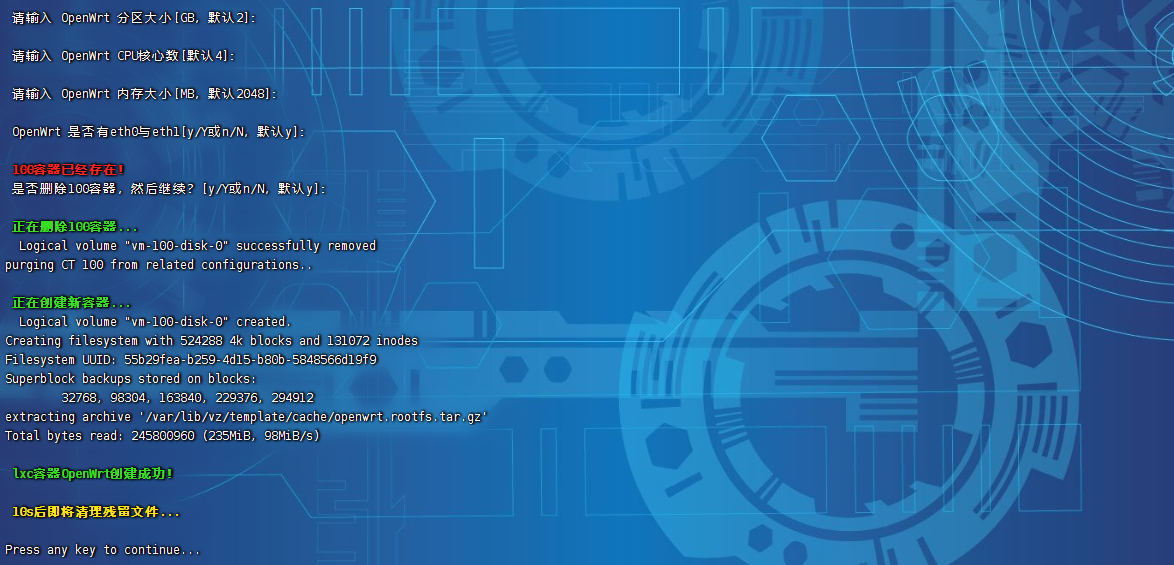 请输入 OpenWrt 分区大小[GB, 默认2]:
请输入 OpenWrt CPU核心数[默认4]:
请输入 OpenWrt 内存大小[MB, 默认2048]:
OpenWrt 是否有eth0与eth1[y/Y或n/N, 默认y]:
100容器已经存在!
是否删除100容器, 然后继续? [y/Y或n/N, 默认y]:
正在删除100容器...
Logical volume "vm-100-disk-0" successfully removed
purging CT 100 from related configurations..
正在创建新容器...
Logical volume "vm-100-disk-0" created.
Creating filesystem with 524288 4k blocks and 131072 inodes
Filesystem UUID: 55b29fea-b259-4d15-b80b-5848566d19f9
Superblock backups stored on blocks:
32768, 98304, 163840, 229376, 294912
extracting archive '/var/lib/vz/template/cache/openwrt.rootfs.tar.gz'
Total bytes read: 245800960 (235MiB, 98MiB/s)
lxc容器OpenWrt创建成功!
10s后即将清理残留文件...
Press any key to continue...